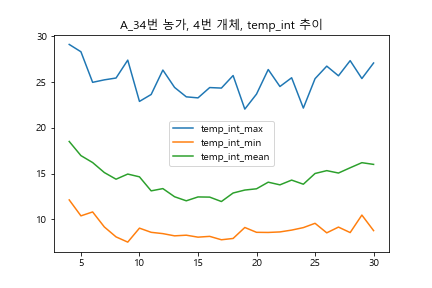 A_34번 농가, 4번 개체, temp_int 추이
30
25
20
15
10
temp_int_max
temp_int_min
temp_int_mean
5 10 15 20 25 30